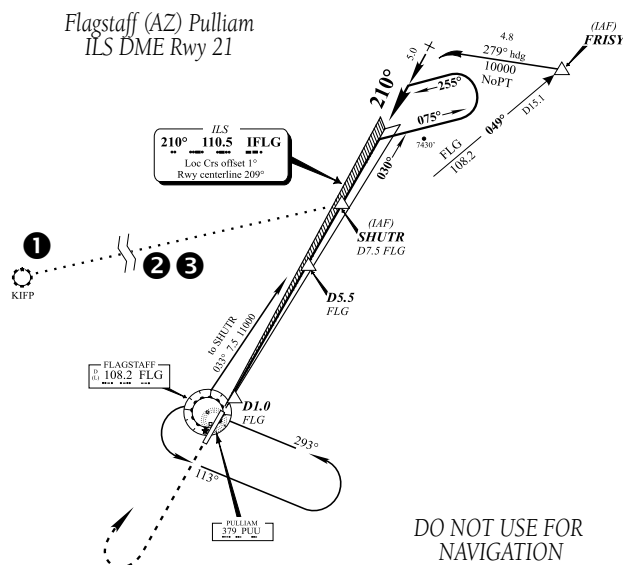 Flagstaff (AZ) Pulliam
ILS DME Rwy 21
4.8
279° hdg
10000
NoPT
(IAF)
FRISY
5.0
210°
255°
075°
D15.1
049°
FLG
108.2
7430'
030°
ILS
210° 110.5 IFLG
Loc Crs offset 1°
Rwy centerline 209°
(IAF)
SHUTR
D7.5 FLG
1
2 3
KIFP
D5.5
FLG
to SHUTR
033° 7.5 11000
FLAGSTAFF
D
(L) 108.2 FLG
D1.0
FLG
293°
113°
PULLIAM
379 PUU
DO NOT USE FOR
NAVIGATION